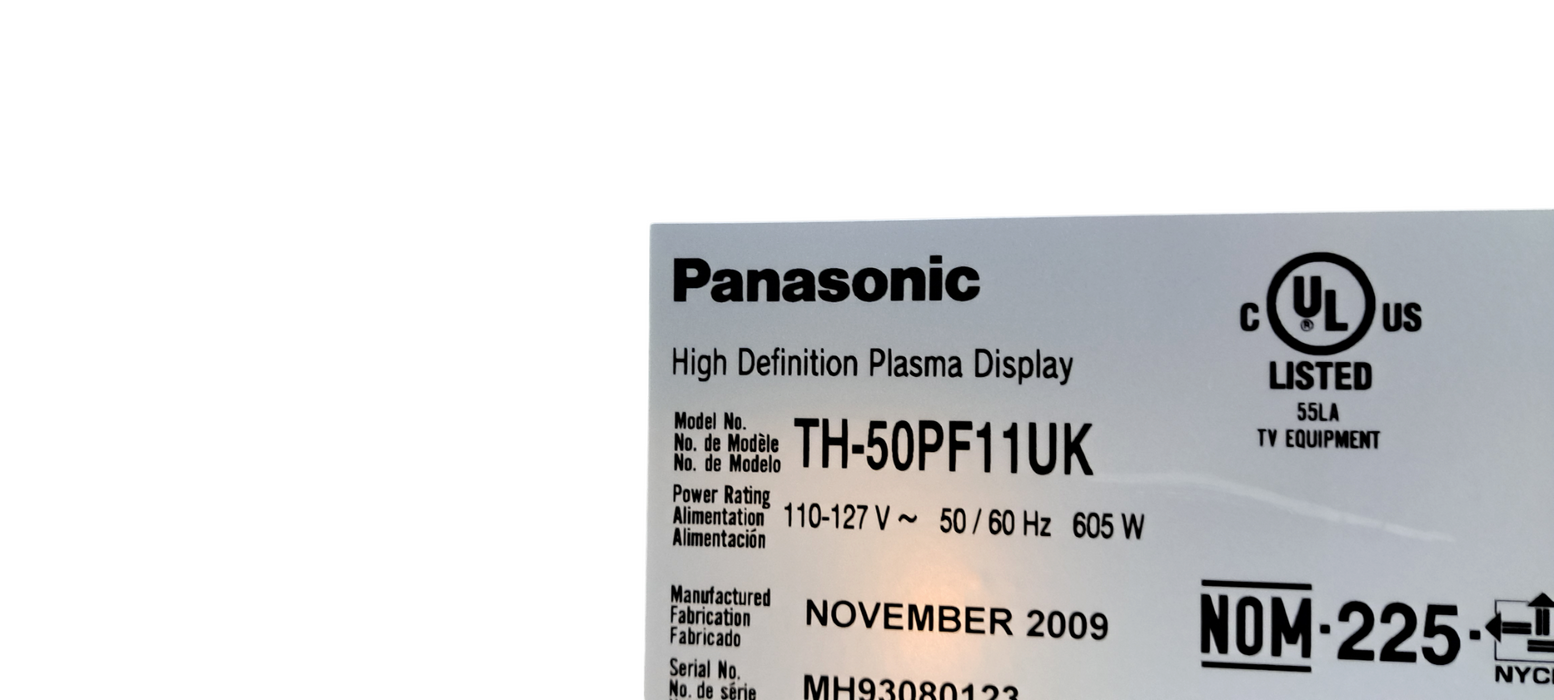 Panasonic
C UL® US
LISTED
55LA
TV EQUIPMENT
High Definition Plasma Display
Model No.
No. de Modèle
No. de Modelo
TH-50PF11UK
Power Rating
Alimentation
Alimentación
110-127 V ~ 50 / 60 Hz 605 W
Manufactured
Fabrication
Fabricado
NOVEMBER 2009
NOM-225-
Serial No.
No. de série
MH93080123